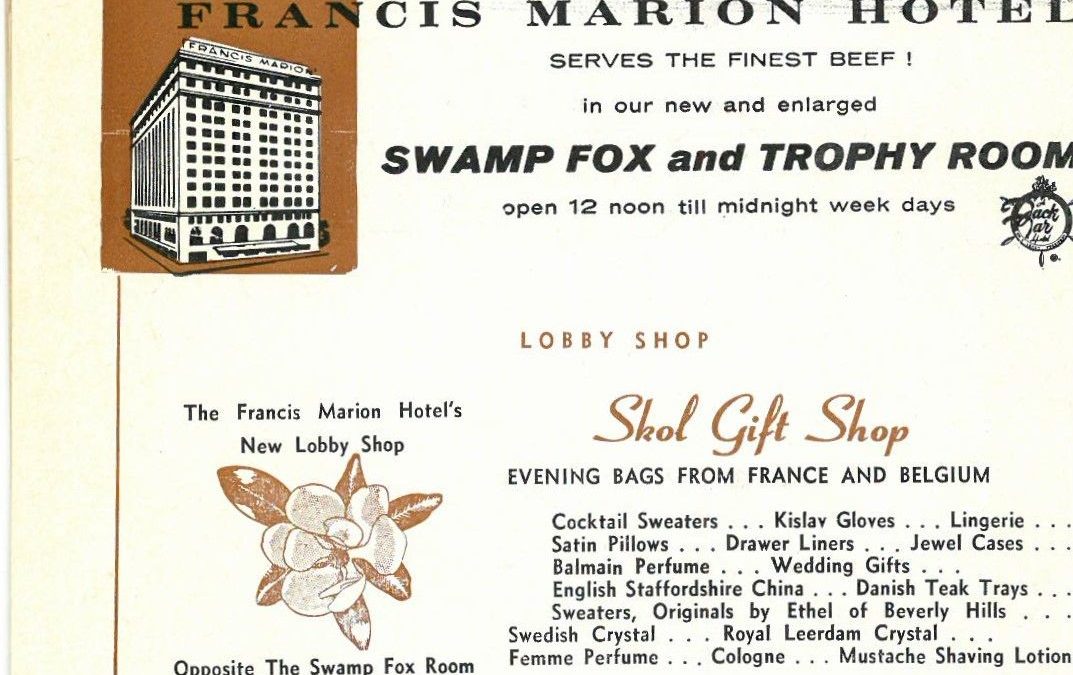 FRANCIS MARION HOTEL
FRANCIS MARION
SERVES THE FINEST BEEF !
in our new and enlarged
SWAMP FOX and TROPHY ROOM
open 12 noon till midnight week days
LOBBY SHOP
The Francis Marion Hotel's
New Lobby Shop
Opposite The Swamp Fox Room
Skol Gift Shop
EVENING BAGS FROM FRANCE AND BELGIUM
Cocktail Sweaters . . . Kislav Gloves . . . Lingerie . . .
Satin Pillows . . . Drawer Liners . . . Jewel Cases . . .
Balmain Perfume . . . Wedding Gifts . . .
English Staffordshire China . . . Danish Teak Trays . . .
Sweaters, Originals by Ethel of Beverly Hills . . .
Swedish Crystal . . . Royal Leerdam Crystal . . .
Femme Perfume . . . Cologne . . . Mustache Shaving Lotion